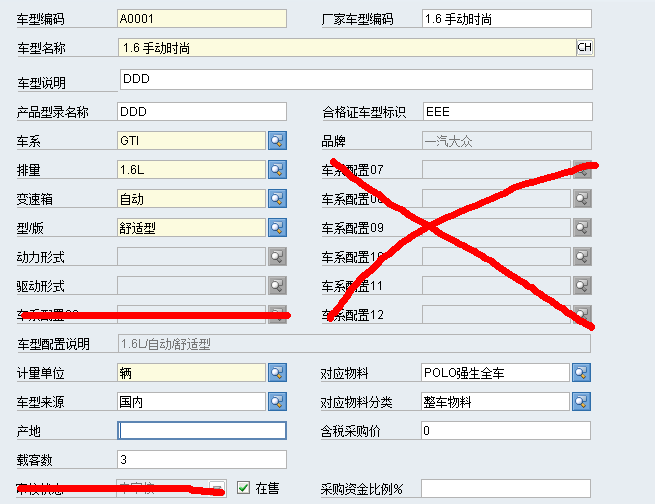 车型编码 A0001 厂家车型编码 1.6 手动时尚
车型名称 1.6 手动时尚 CH
车型说明 DDD
产品型录名称 DDD 合格证车型标识 EEE
车系 GTI 品牌 一汽大众
排量 1.6L 车系配置07
变速箱 自动 车系配置08
型/版 舒适型 车系配置09
动力形式 车系配置10
驱动形式 车系配置11
车系配置 车系配置12
车型配置说明 1.6L/自动/舒适型
计量单位 辆 对应物料 POLO强生全车
车型来源 国内 对应物料分类 整车物料
产地 含税采购价 0
载客数 3
审核状态 在售 采购资金比例%